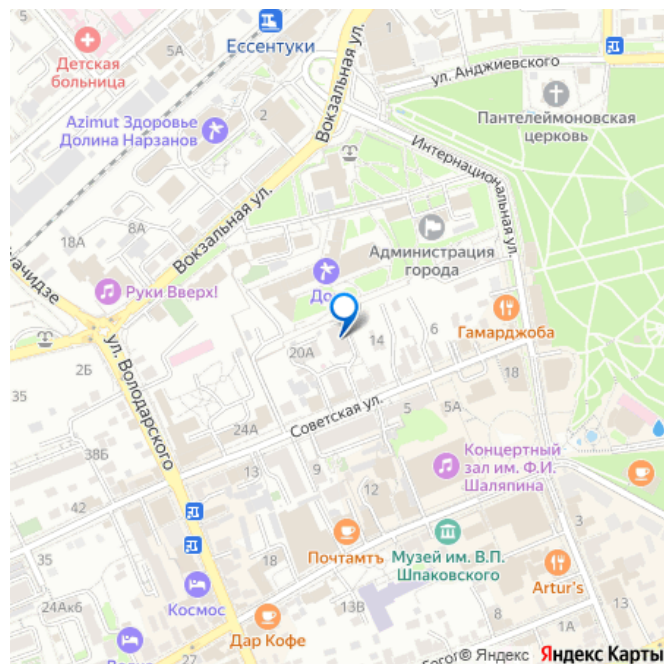 1
5А
Ессентуки
Детская
больница
Вокзальная ул.
ул. Анджиевского
Пантелеймоновская
церковь
Azimut Здоровье
Долина Нарзанов
2
Интернациональная ул.
Вокзальная ул.
18А
8А
Администрация
города
Руки Вверх!
До
Гамарджоба
6
14
20А
2Б
35
ул. Володарского
18
Советская ул.
5
5А
24А
38Б
13
9
12
Концертный
зал им. Ф.И.
Шаляпина
35
18
Почтамтъ
Музей им. В.П.
Шпаковского
3
Artur's
Космос
24Ак6
13В
1А
Дар Кофе
27
8
© Яндекс Яндекс Карты